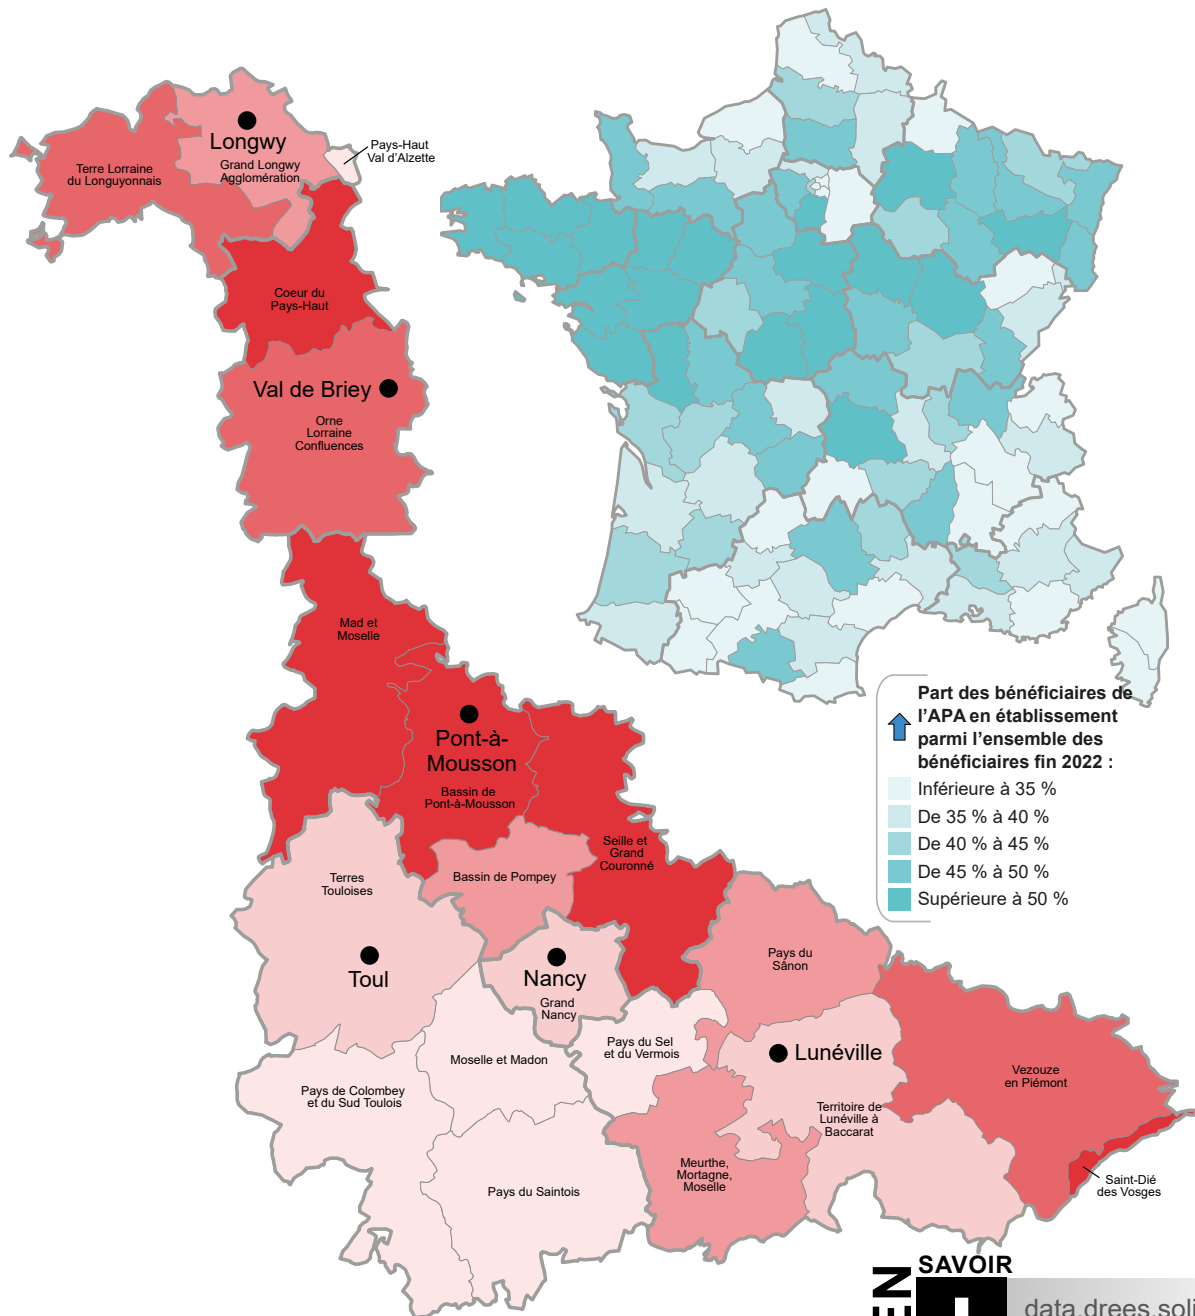 Longwy
Grand Longwy
Agglomération
Pays-Haut
Val d'Alzette
Terre Lorraine
du Longuyonnais
Coeur du
Pays-Haut
Val de Briey
Orne
Lorraine
Confluences
Mad et
Moselle
Pont-à-
Mousson
Bassin de
Pont-à-Mousson
Seille et
Grand
Couronné
Bassin de Pompey
Terres
Touloises
Toul
Nancy
Grand
Nancy
Pays du
Sânon
Pays du Sel
et du Vermois
Lunéville
Moselle et Madon
Vezouze
en Piémont
Pays de Colombey
et du Sud Toulois
Territoire de
Lunéville à
Baccarat
Meurthe,
Mortagne,
Moselle
Pays du Saintois
Saint-Dié
des Vosges
Part des bénéficiaires de
l'APA en établissement
parmi l'ensemble des
bénéficiaires fin 2022 :
Inférieure à 35 %
De 35 % à 40 %
De 40 % à 45 %
De 45 % à 50 %
Supérieure à 50 %
EN
SAVOIR
data.drees.soli